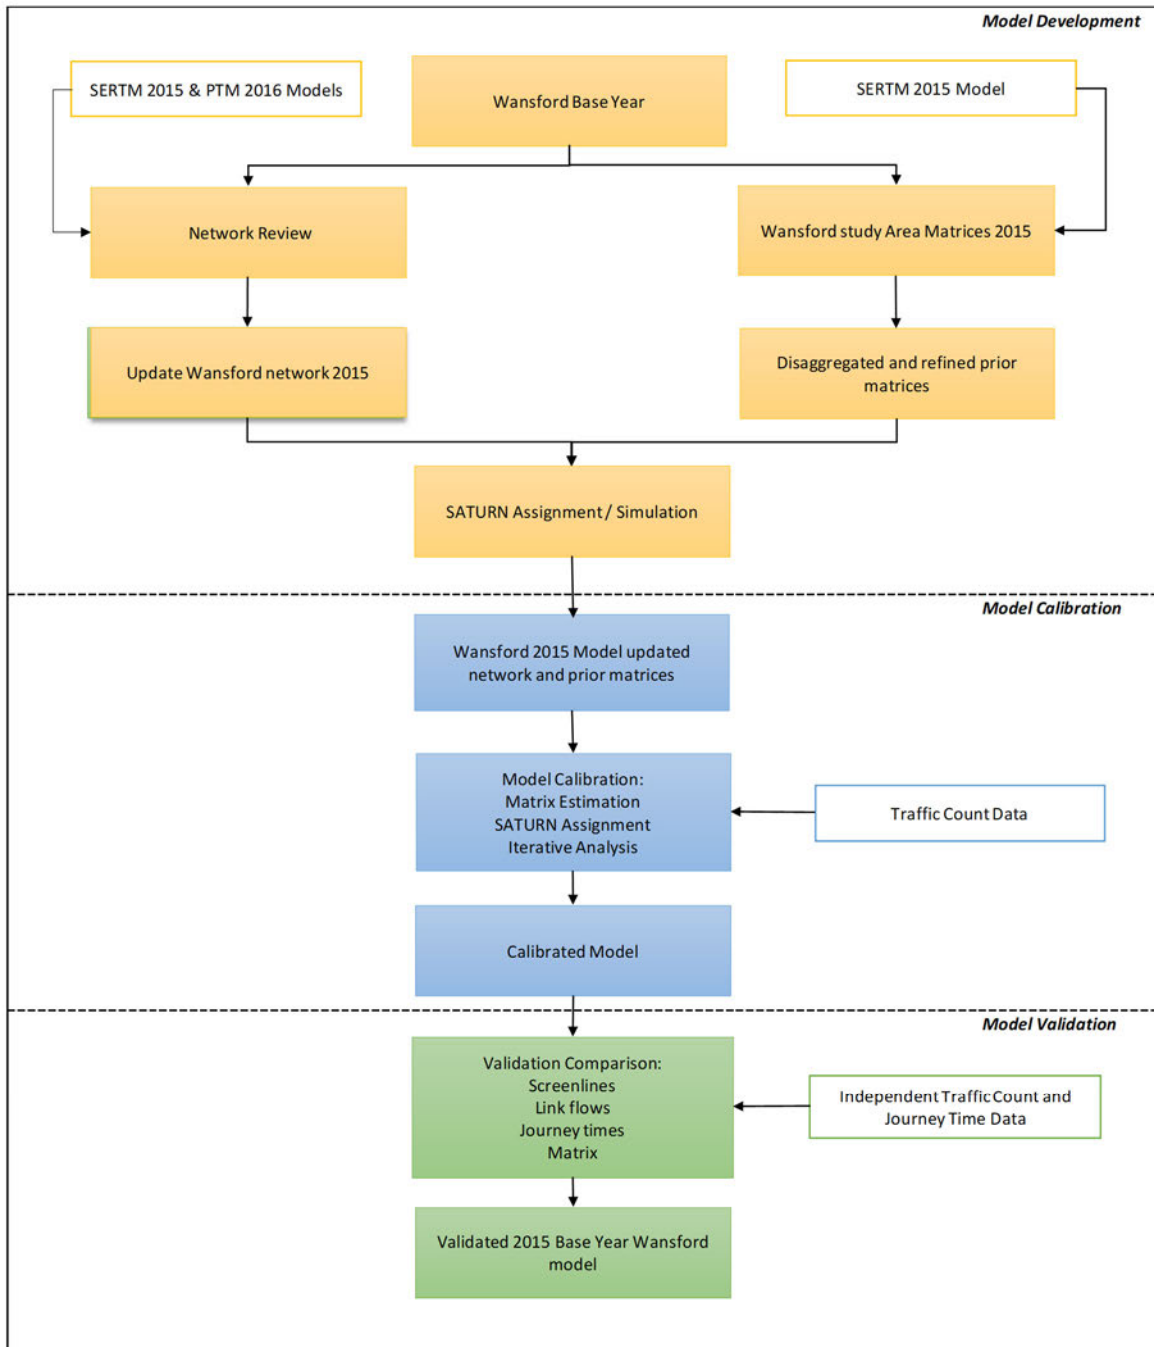 Model Development
SERTM 2015 & PTM 2016 Models
Wansford Base Year
SERTM 2015 Model
Network Review
Wansford study Area Matrices 2015
Update Wansford network 2015
Disaggregated and refined prior
matrices
SATURN Assignment / Simulation
Model Calibration
Wansford 2015 Model updated
network and prior matrices
Model Calibration:
Matrix Estimation
SATURN Assignment
Iterative Analysis
Traffic Count Data
Calibrated Model
Model Validation
Validation Comparison:
Screenlines
Link flows
Journey times
Matrix
Independent Traffic Count and
Journey Time Data
Validated 2015 Base Year Wansford
model